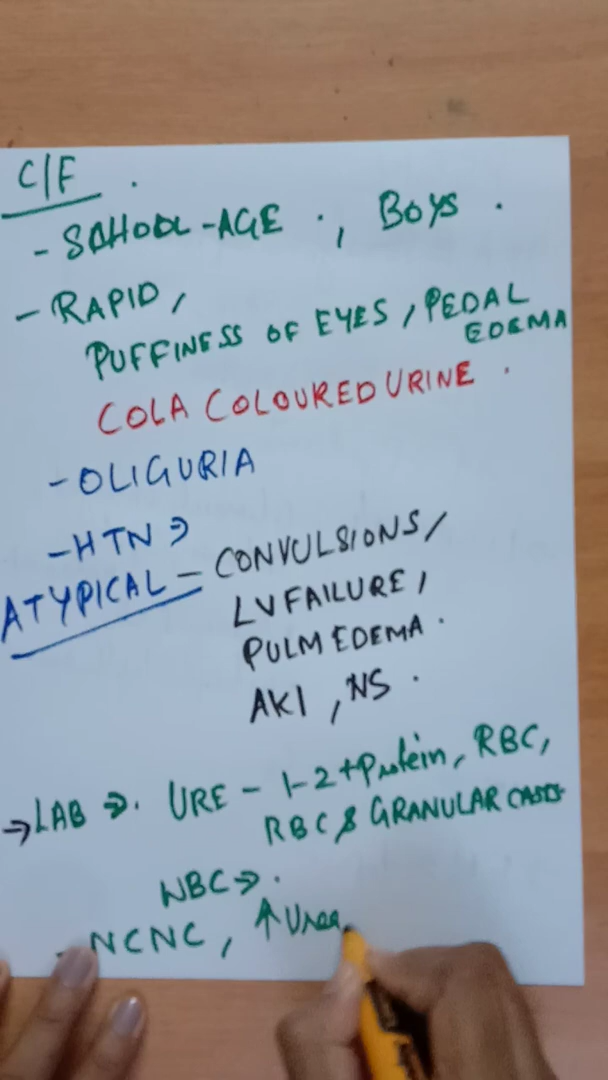 C/F.
- SCHOOL-AGE., BOYS.
- RAPID,
PUFFINESS OF EYES, PEDAL
EDEMA
COLA COLOURED URINE.
- OLIGURIA
- HTN →
ATYPICAL - CONVULSIONS,
LV FAILURE,
PULM EDEMA.
AKI, NS.
→ LAB →. URE - 1-2+ Protein, RBC,
RBC & GRANULAR CASTS
WBC →.
- NCNC, ↑ Urea,